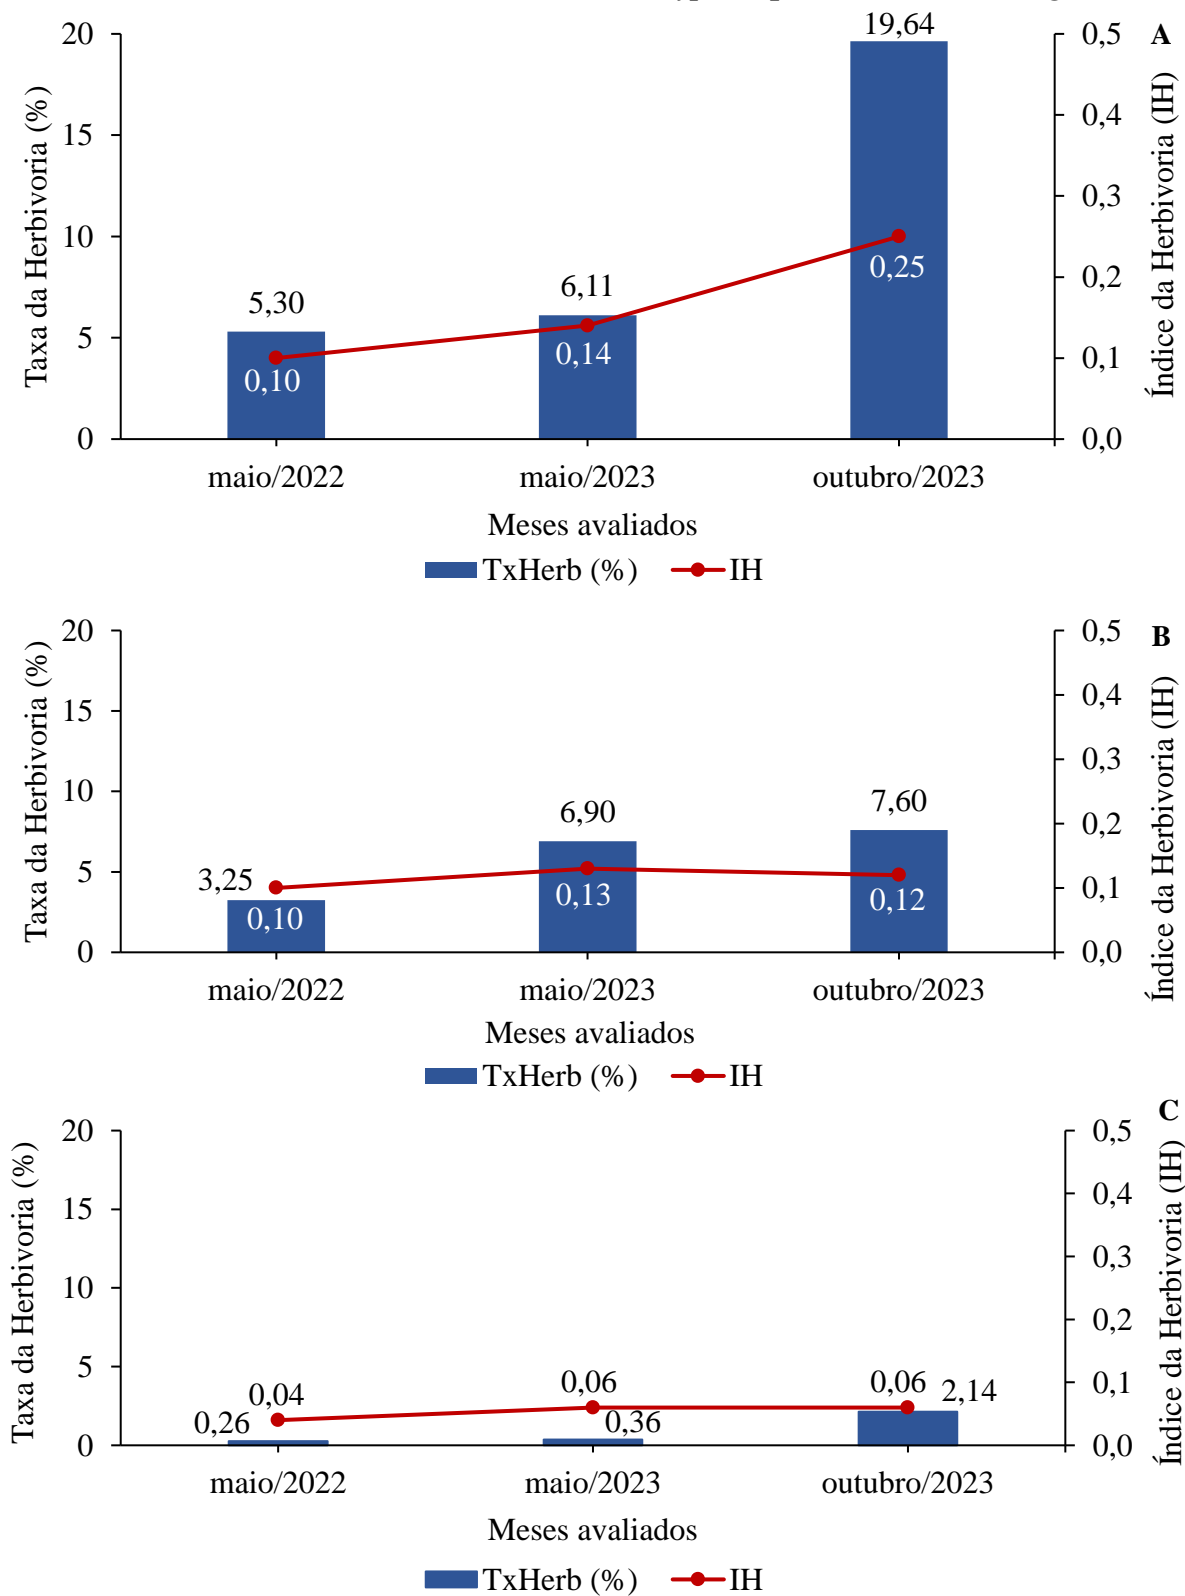 20
19,64
0,5
A
Taxa da Herbivoria (%)
Índice da Herbivoria (IH)
15
0,4
0,3
10
0,25
6,11
5,30
0,2
5
0,14
0,10
0,1
0
0,0
maio/2022
maio/2023
outubro/2023
Meses avaliados
TxHerb (%)
IH
20
0,5
B
Taxa da Herbivoria (%)
Índice da Herbivoria (IH)
15
0,4
0,3
10
6,90
7,60
0,2
5
3,25
0,10
0,13
0,12
0,1
0
0,0
maio/2022
maio/2023
outubro/2023
Meses avaliados
TxHerb (%)
IH
C
20
0,5
Taxa da Herbivoria (%)
Índice da Herbivoria (IH)
15
0,4
0,3
10
0,2
5
0,04
0,06
0,06
2,14
0,1
0,26
0,36
0
0,0
maio/2022
maio/2023
outubro/2023
Meses avaliados
TxHerb (%)
IH